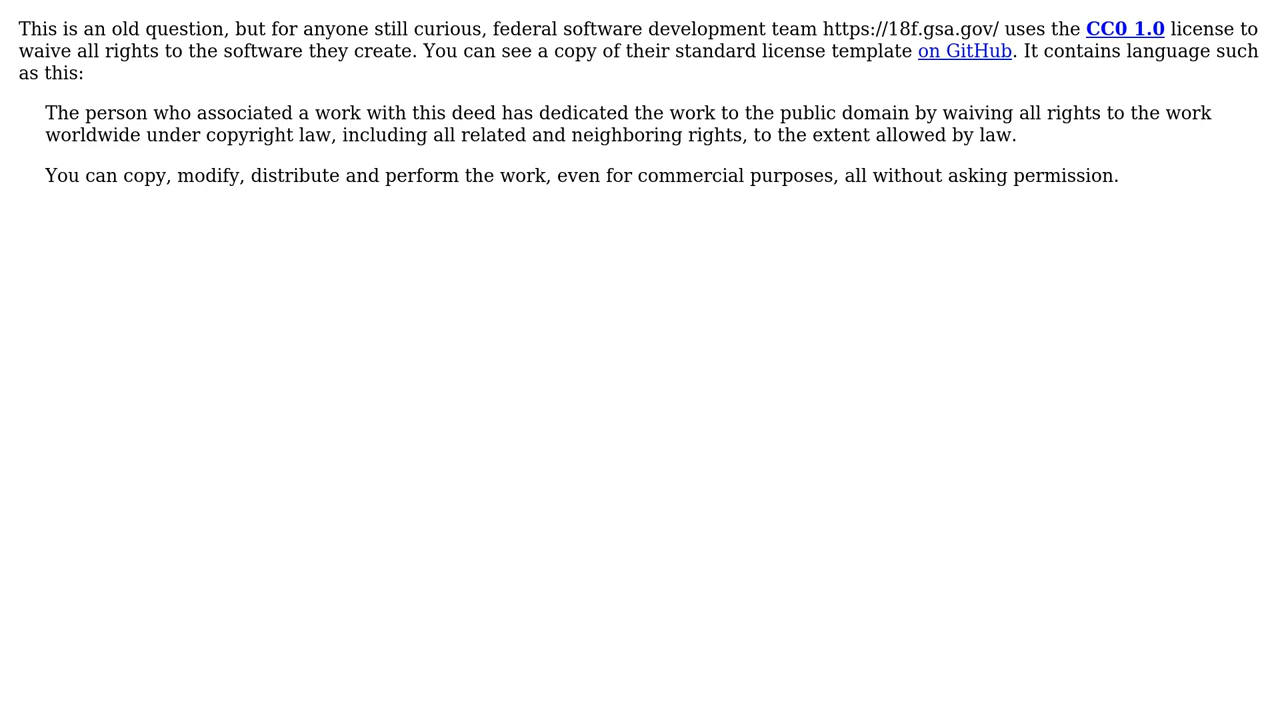 This is an old question, but for anyone still curious, federal software development team https://18f.gsa.gov/ uses the CC0 1.0 license to
waive all rights to the software they create. You can see a copy of their standard license template on GitHub. It contains language such
as this:
The person who associated a work with this deed has dedicated the work to the public domain by waiving all rights to the work
worldwide under copyright law, including all related and neighboring rights, to the extent allowed by law.
You can copy, modify, distribute and perform the work, even for commercial purposes, all without asking permission.